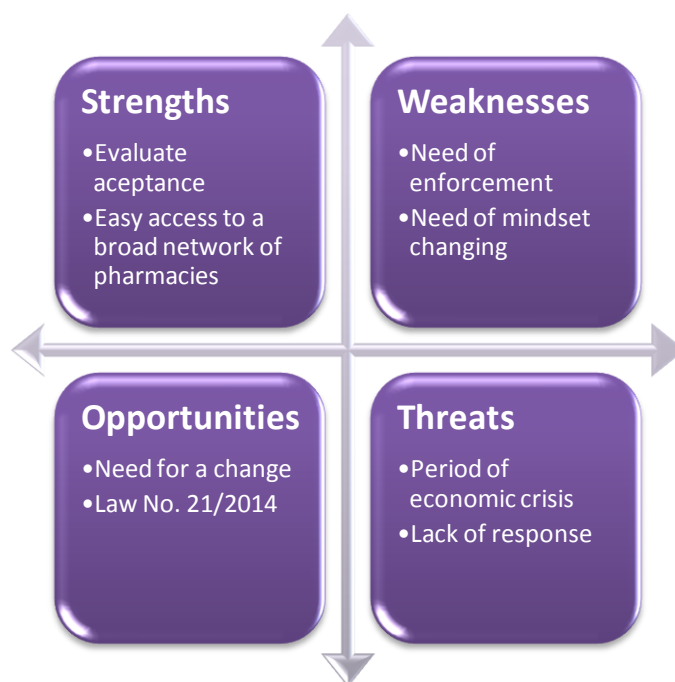 Strengths
•Evaluate
aceptance
•Easy access to a
broad network of
pharmacies
Weaknesses
•Need of
enforcement
•Need of mindset
changing
Opportunities
•Need for a change
•Law No. 21/2014
Threats
•Period of
economic crisis
•Lack of response